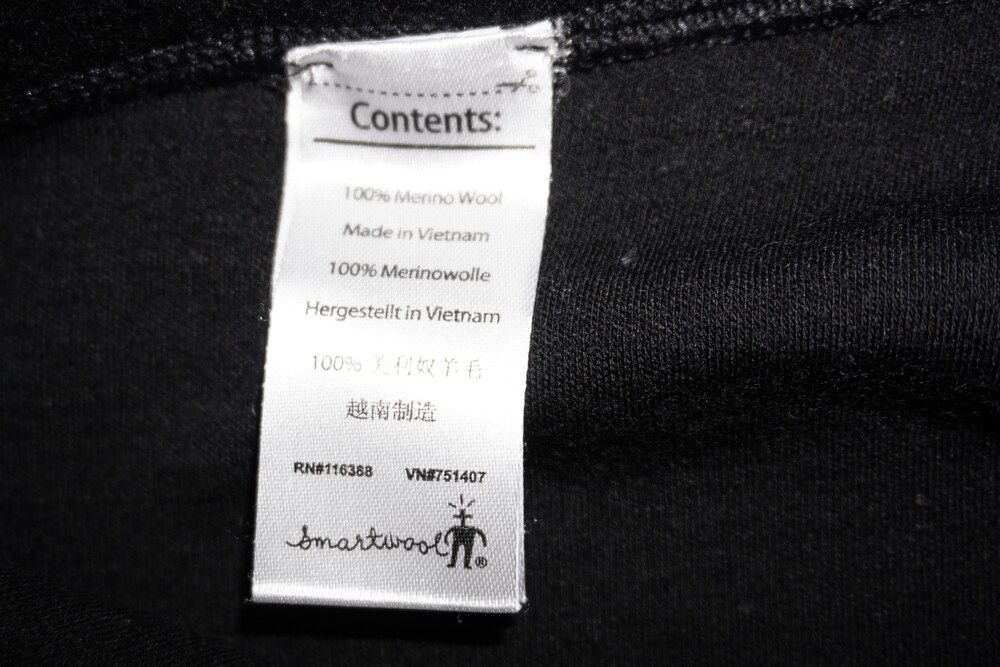 Contents:
100% Merino Wool
Made in Vietnam
100% Merinowolle
Hergestellt in Vietnam
100% 美利奴羊毛
越南制造
RN#116388 VN#751407
smartwool®